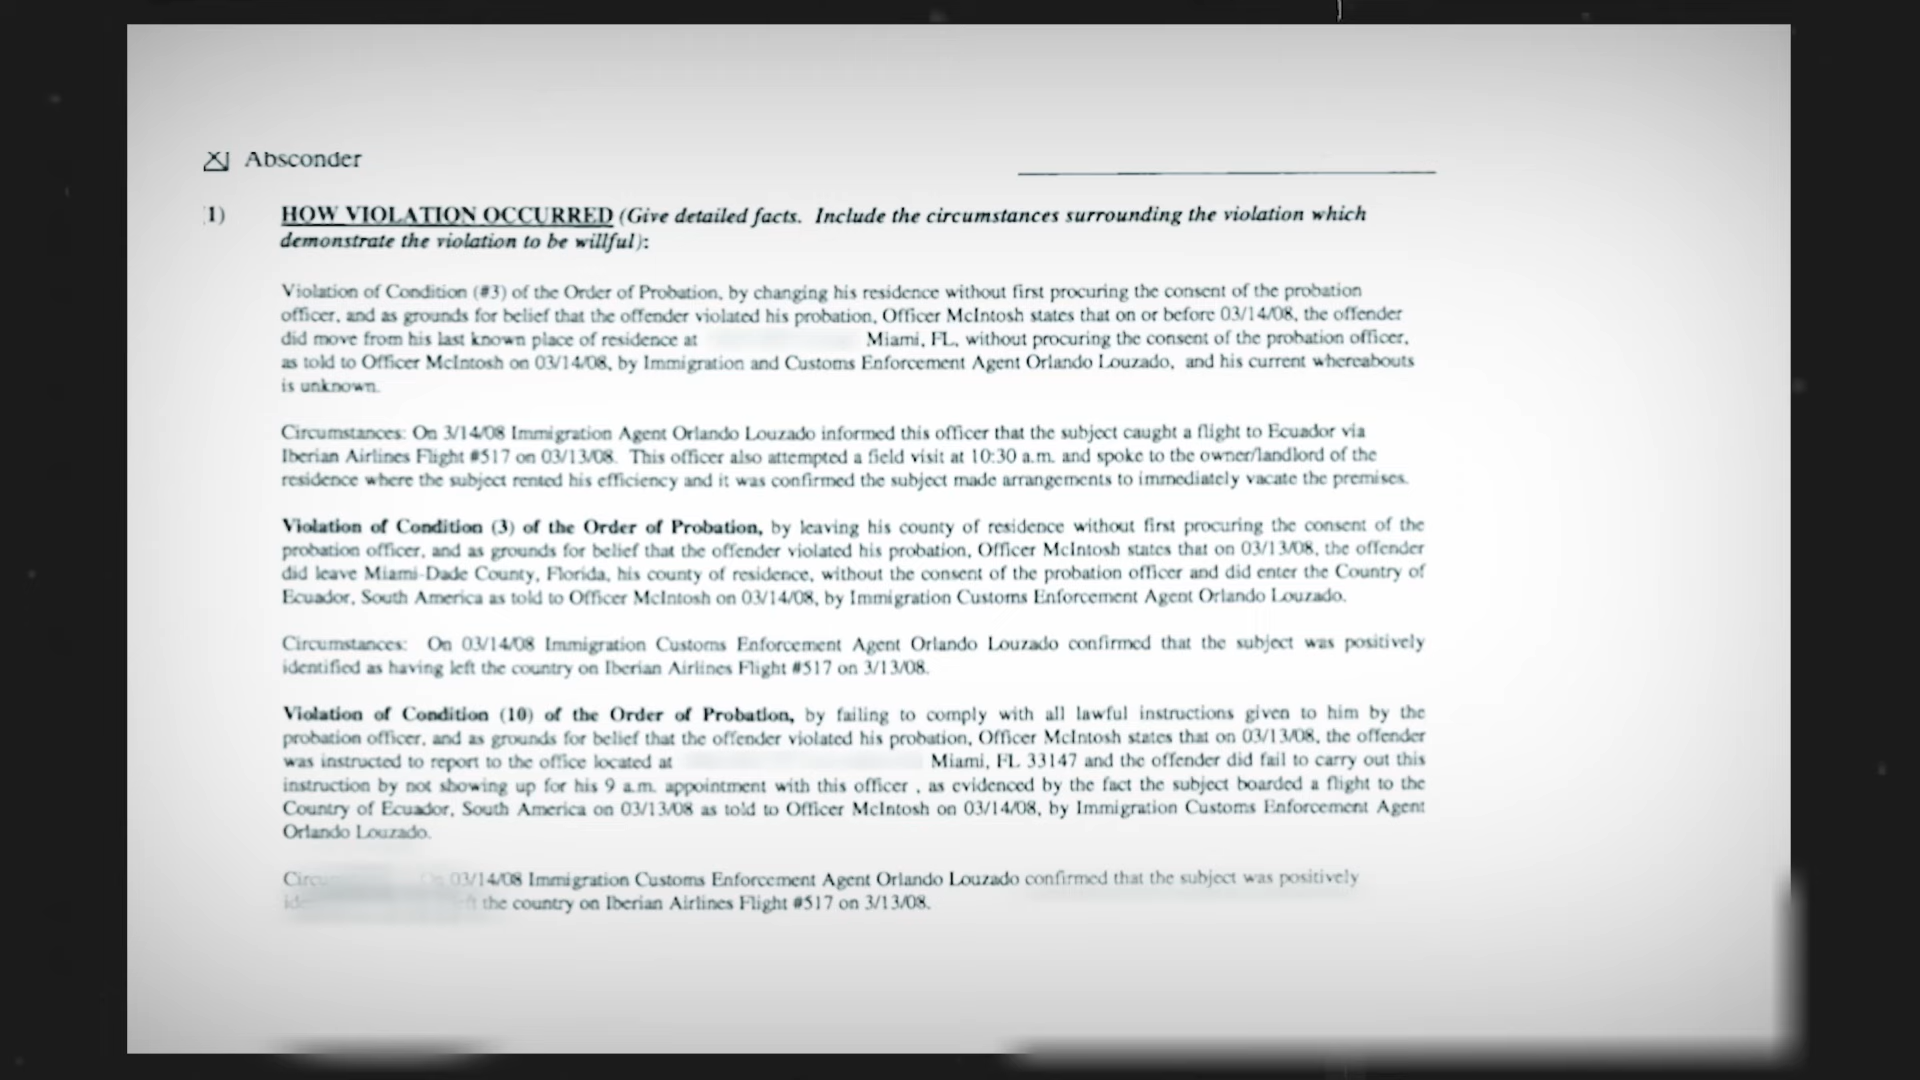 Absconder
1) HOW VIOLATION OCCURRED (Give detailed facts. Include the circumstances surrounding the violation which
demonstrate the violation to be willful):
Violation of Condition (#3) of the Order of Probation, by changing his residence without first procuring the consent of the probation
officer, and as grounds for belief that the offender violated his probation, Officer McIntosh states that on or before 03/14/08, the offender
did move from his last known place of residence at Miami, FL, without procuring the consent of the probation officer,
as told to Officer McIntosh on 03/14/08, by Immigration and Customs Enforcement Agent Orlando Louzado, and his current whereabouts
is unknown.
Circumstances: On 3/14/08 Immigration Agent Orlando Louzado informed this officer that the subject caught a flight to Ecuador via
Iberian Airlines Flight #517 on 03/13/08. This officer also attempted a field visit at 10:30 a.m. and spoke to the owner/landlord of the
residence where the subject rented his efficiency and it was confirmed the subject made arrangements to immediately vacate the premises.
Violation of Condition (3) of the Order of Probation, by leaving his county of residence without first procuring the consent of the
probation officer, and as grounds for belief that the offender violated his probation, Officer McIntosh states that on 03/13/08, the offender
did leave Miami-Dade County, Florida, his county of residence, without the consent of the probation officer and did enter the Country of
Ecuador, South America as told to Officer McIntosh on 03/14/08, by Immigration Customs Enforcement Agent Orlando Louzado.
Circumstances: On 03/14/08 Immigration Customs Enforcement Agent Orlando Louzado confirmed that the subject was positively
identified as having left the country on Iberian Airlines Flight #517 on 3/13/08.
Violation of Condition (10) of the Order of Probation, by failing to comply with all lawful instructions given to him by the
probation officer, and as grounds for belief that the offender violated his probation, Officer McIntosh states that on 03/13/08, the offender
was instructed to report to the office located at Miami, FL 33147 and the offender did fail to carry out this
instruction by not showing up for his 9 a.m. appointment with this officer , as evidenced by the fact the subject boarded a flight to the
Country of Ecuador, South America on 03/13/08 as told to Officer McIntosh on 03/14/08, by Immigration Customs Enforcement Agent
Orlando Louzado.
On 03/14/08 Immigration Customs Enforcement Agent Orlando Louzado confirmed that the subject was positively
the country on Iberian Airlines Flight #517 on 3/13/08.